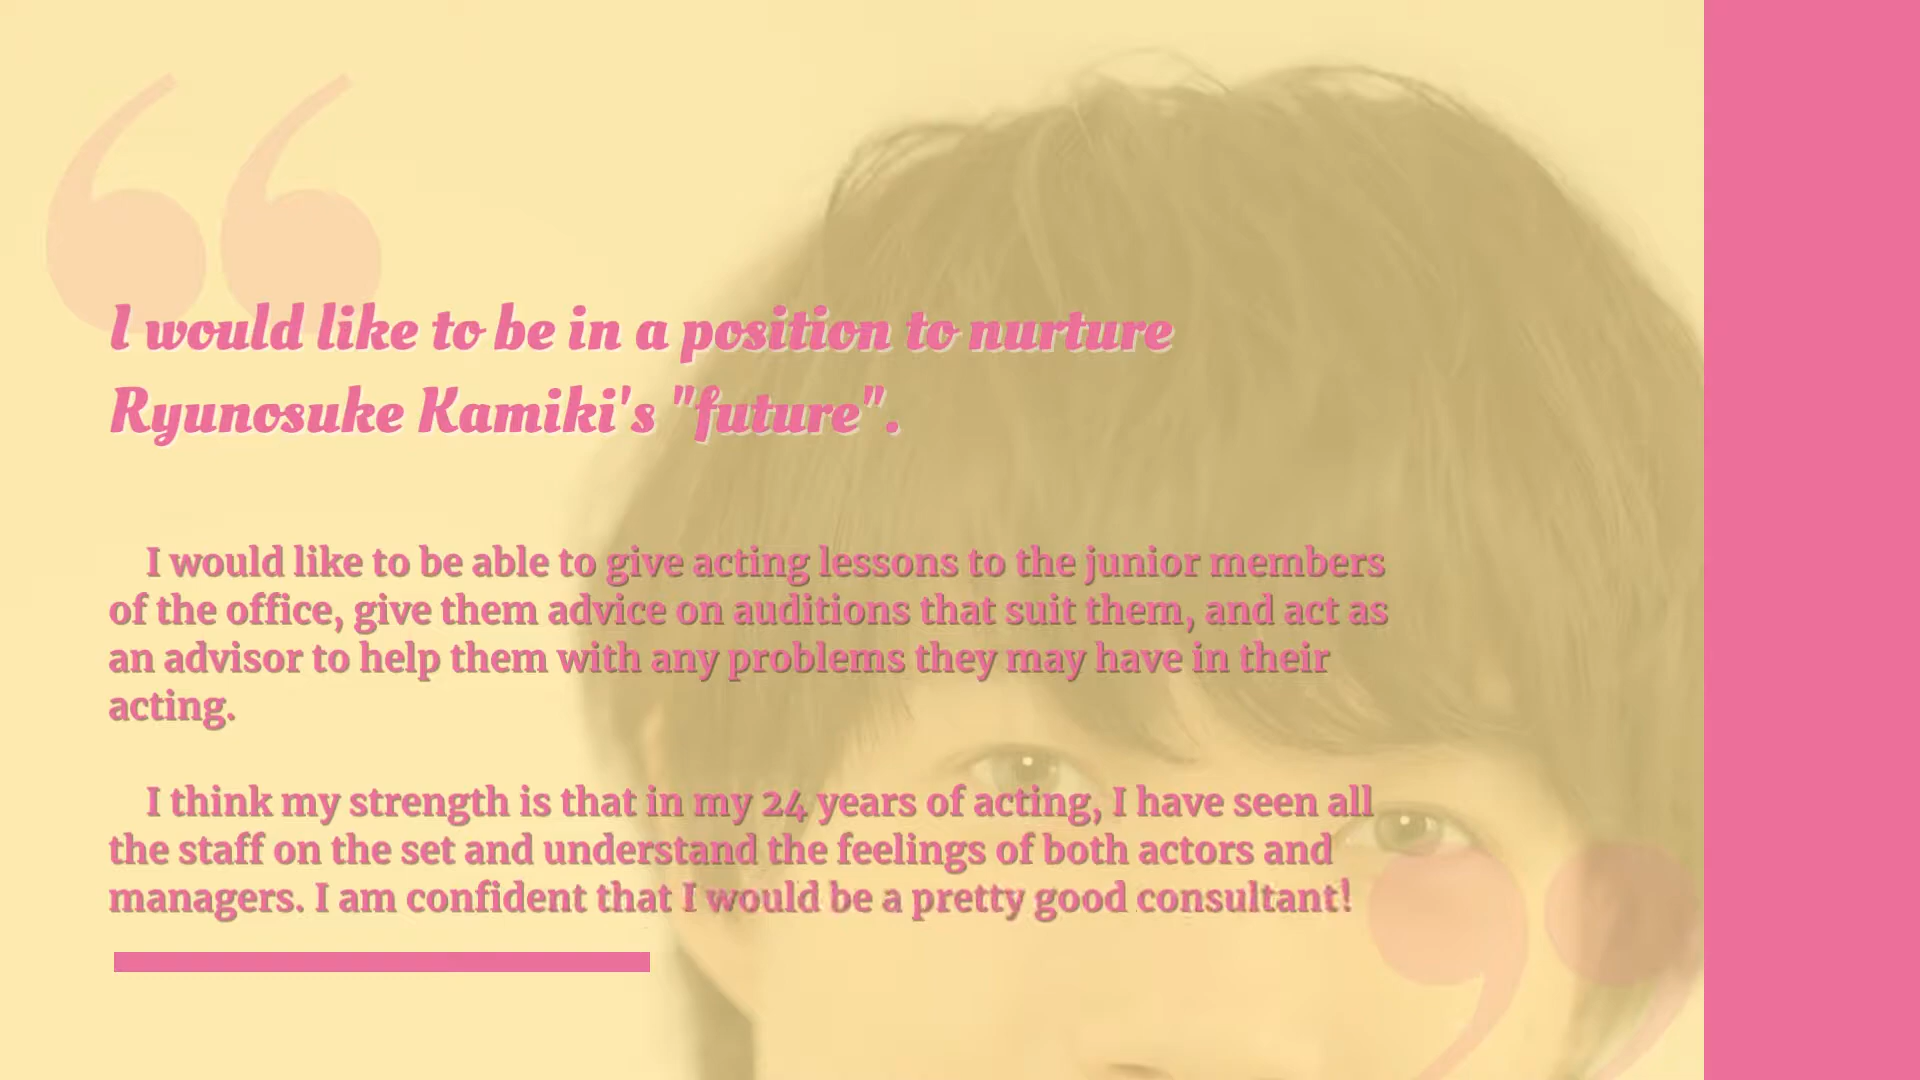 I would like to be in a position to nurture
Ryunosuke Kamiki's "future".
I would like to be able to give acting lessons to the junior members
of the office, give them advice on auditions that suit them, and act as
an advisor to help them with any problems they may have in their
acting.
I think my strength is that in my 24 years of acting, I have seen all
the staff on the set and understand the feelings of both actors and
managers. I am confident that I would be a pretty good consultant!